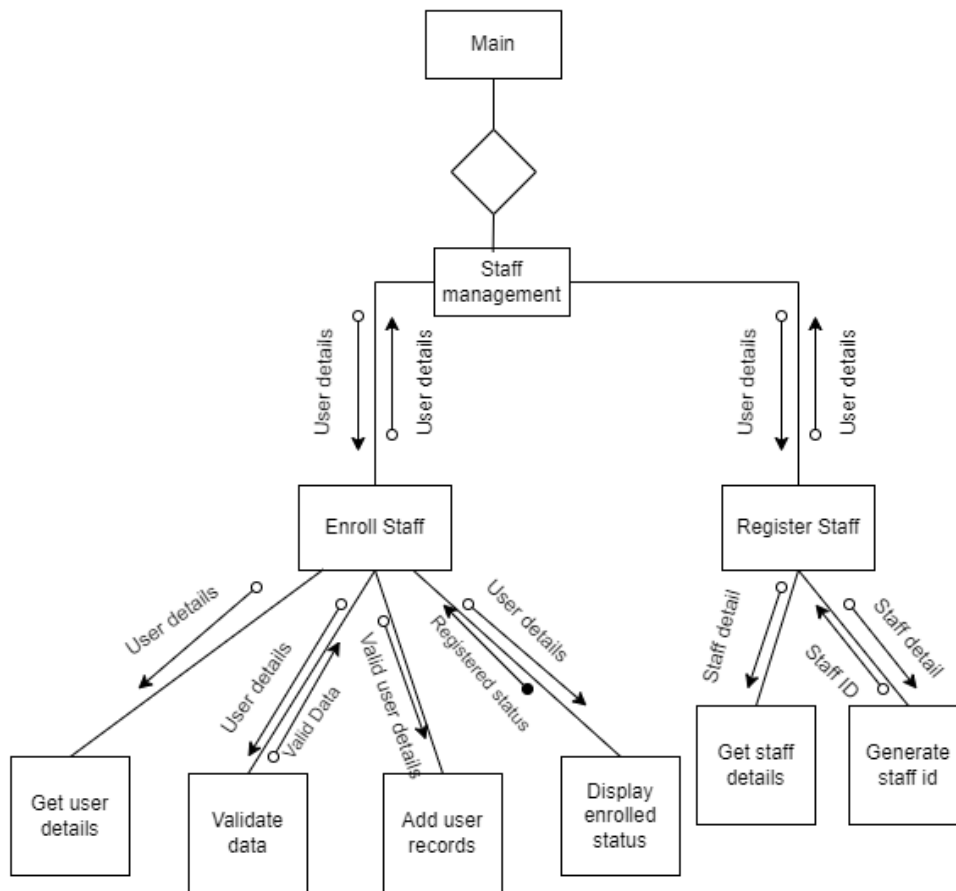 Main
Staff
management
User details
User details
User details
User details
Enroll Staff
Register Staff
User details
User details
Valid Data
Valid user details
Registered status
User details
Staff detail
Staff ID
Staff detail
Get user
details
Validate
data
Add user
records
Display
enrolled
status
Get staff
details
Generate
staff id